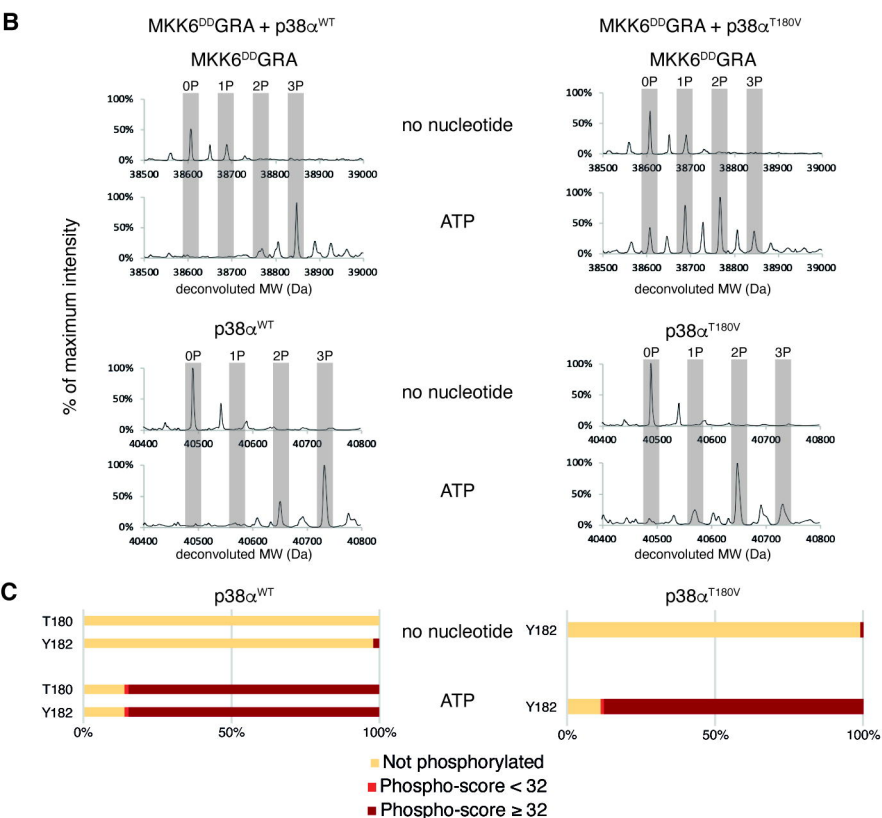 B
MKK6ᴰᴰGRA + p38αᵂᵀ
MKK6ᴰᴰGRA + p38αᵀ¹⁸⁰ⱽ
MKK6ᴰᴰGRA
MKK6ᴰᴰGRA
0P 1P 2P 3P
0P 1P 2P 3P
100%
50%
0%
38500 38600 38700 38800 38900 39000
no nucleotide
100%
50%
0%
38500 38600 38700 38800 38900 39000
100%
50%
0%
38500 38600 38700 38800 38900 39000
deconvoluted MW (Da)
ATP
100%
50%
0%
38500 38600 38700 38800 38900 39000
deconvoluted MW (Da)
% of maximum intensity
p38αᵂᵀ
p38αᵀ¹⁸⁰ⱽ
0P 1P 2P 3P
0P 1P 2P 3P
100%
50%
0%
40400 40500 40600 40700 40800
no nucleotide
100%
50%
0%
40400 40500 40600 40700 40800
100%
50%
0%
40400 40500 40600 40700 40800
deconvoluted MW (Da)
ATP
100%
50%
0%
40400 40500 40600 40700 40800
deconvoluted MW (Da)
C
p38αᵂᵀ
p38αᵀ¹⁸⁰ⱽ
T180
Y182
no nucleotide
Y182
T180
Y182
ATP
Y182
0% 50% 100%
0% 50% 100%
Not phosphorylated
Phospho-score < 32
Phospho-score ≥ 32